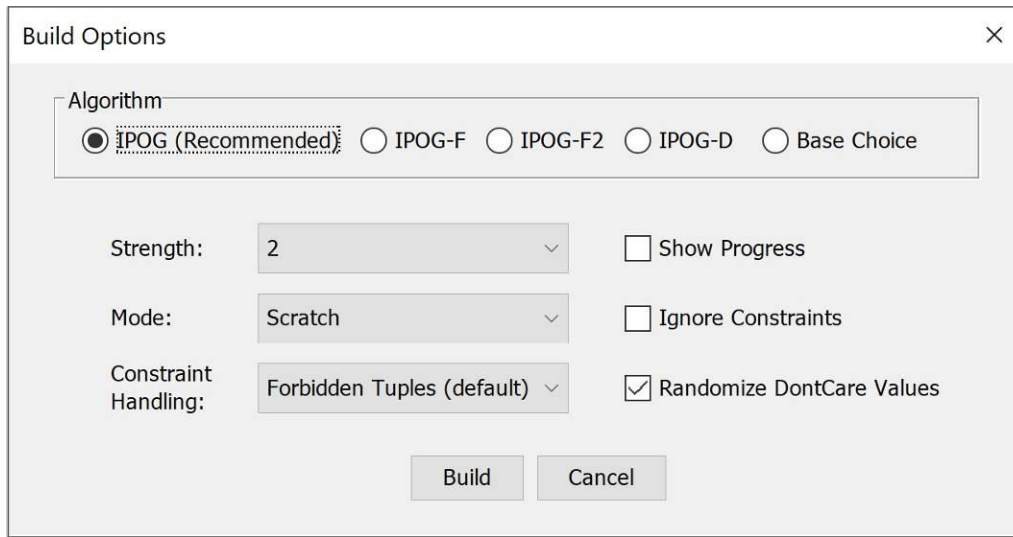 Build Options
Algorithm
IPOG (Recommended) IPOG-F IPOG-F2 IPOG-D Base Choice
Strength: 2 Show Progress
Mode: Scratch Ignore Constraints
Constraint
Handling: Forbidden Tuples (default) Randomize DontCare Values
Build Cancel